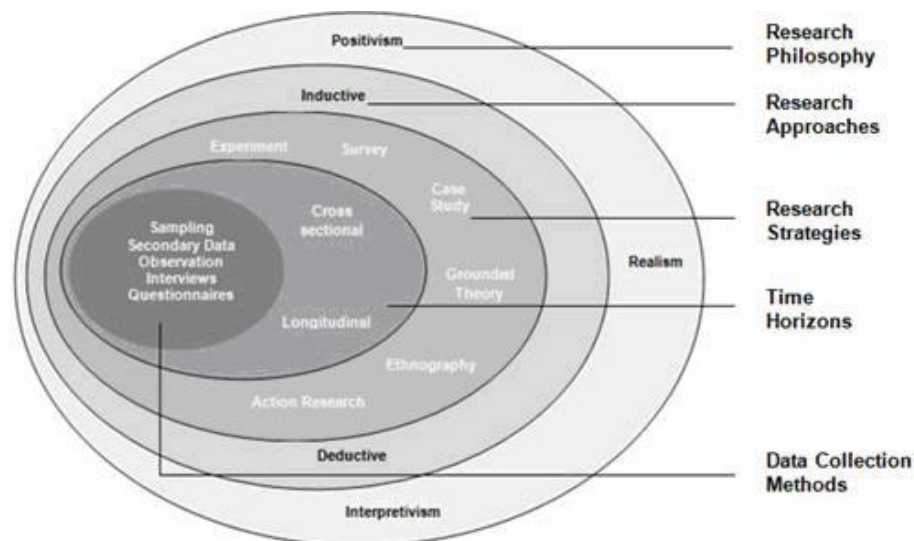 Positivism
Research
Philosophy
Inductive
Research
Approaches
Experiment
Survey
Case
Study
Research
Strategies
Cross
sectional
Sampling
Secondary Data
Observation
Interviews
Questionnaires
Realism
Grounded
Theory
Time
Horizons
Longitudinal
Ethnography
Action Research
Deductive
Data Collection
Methods
Interpretivism